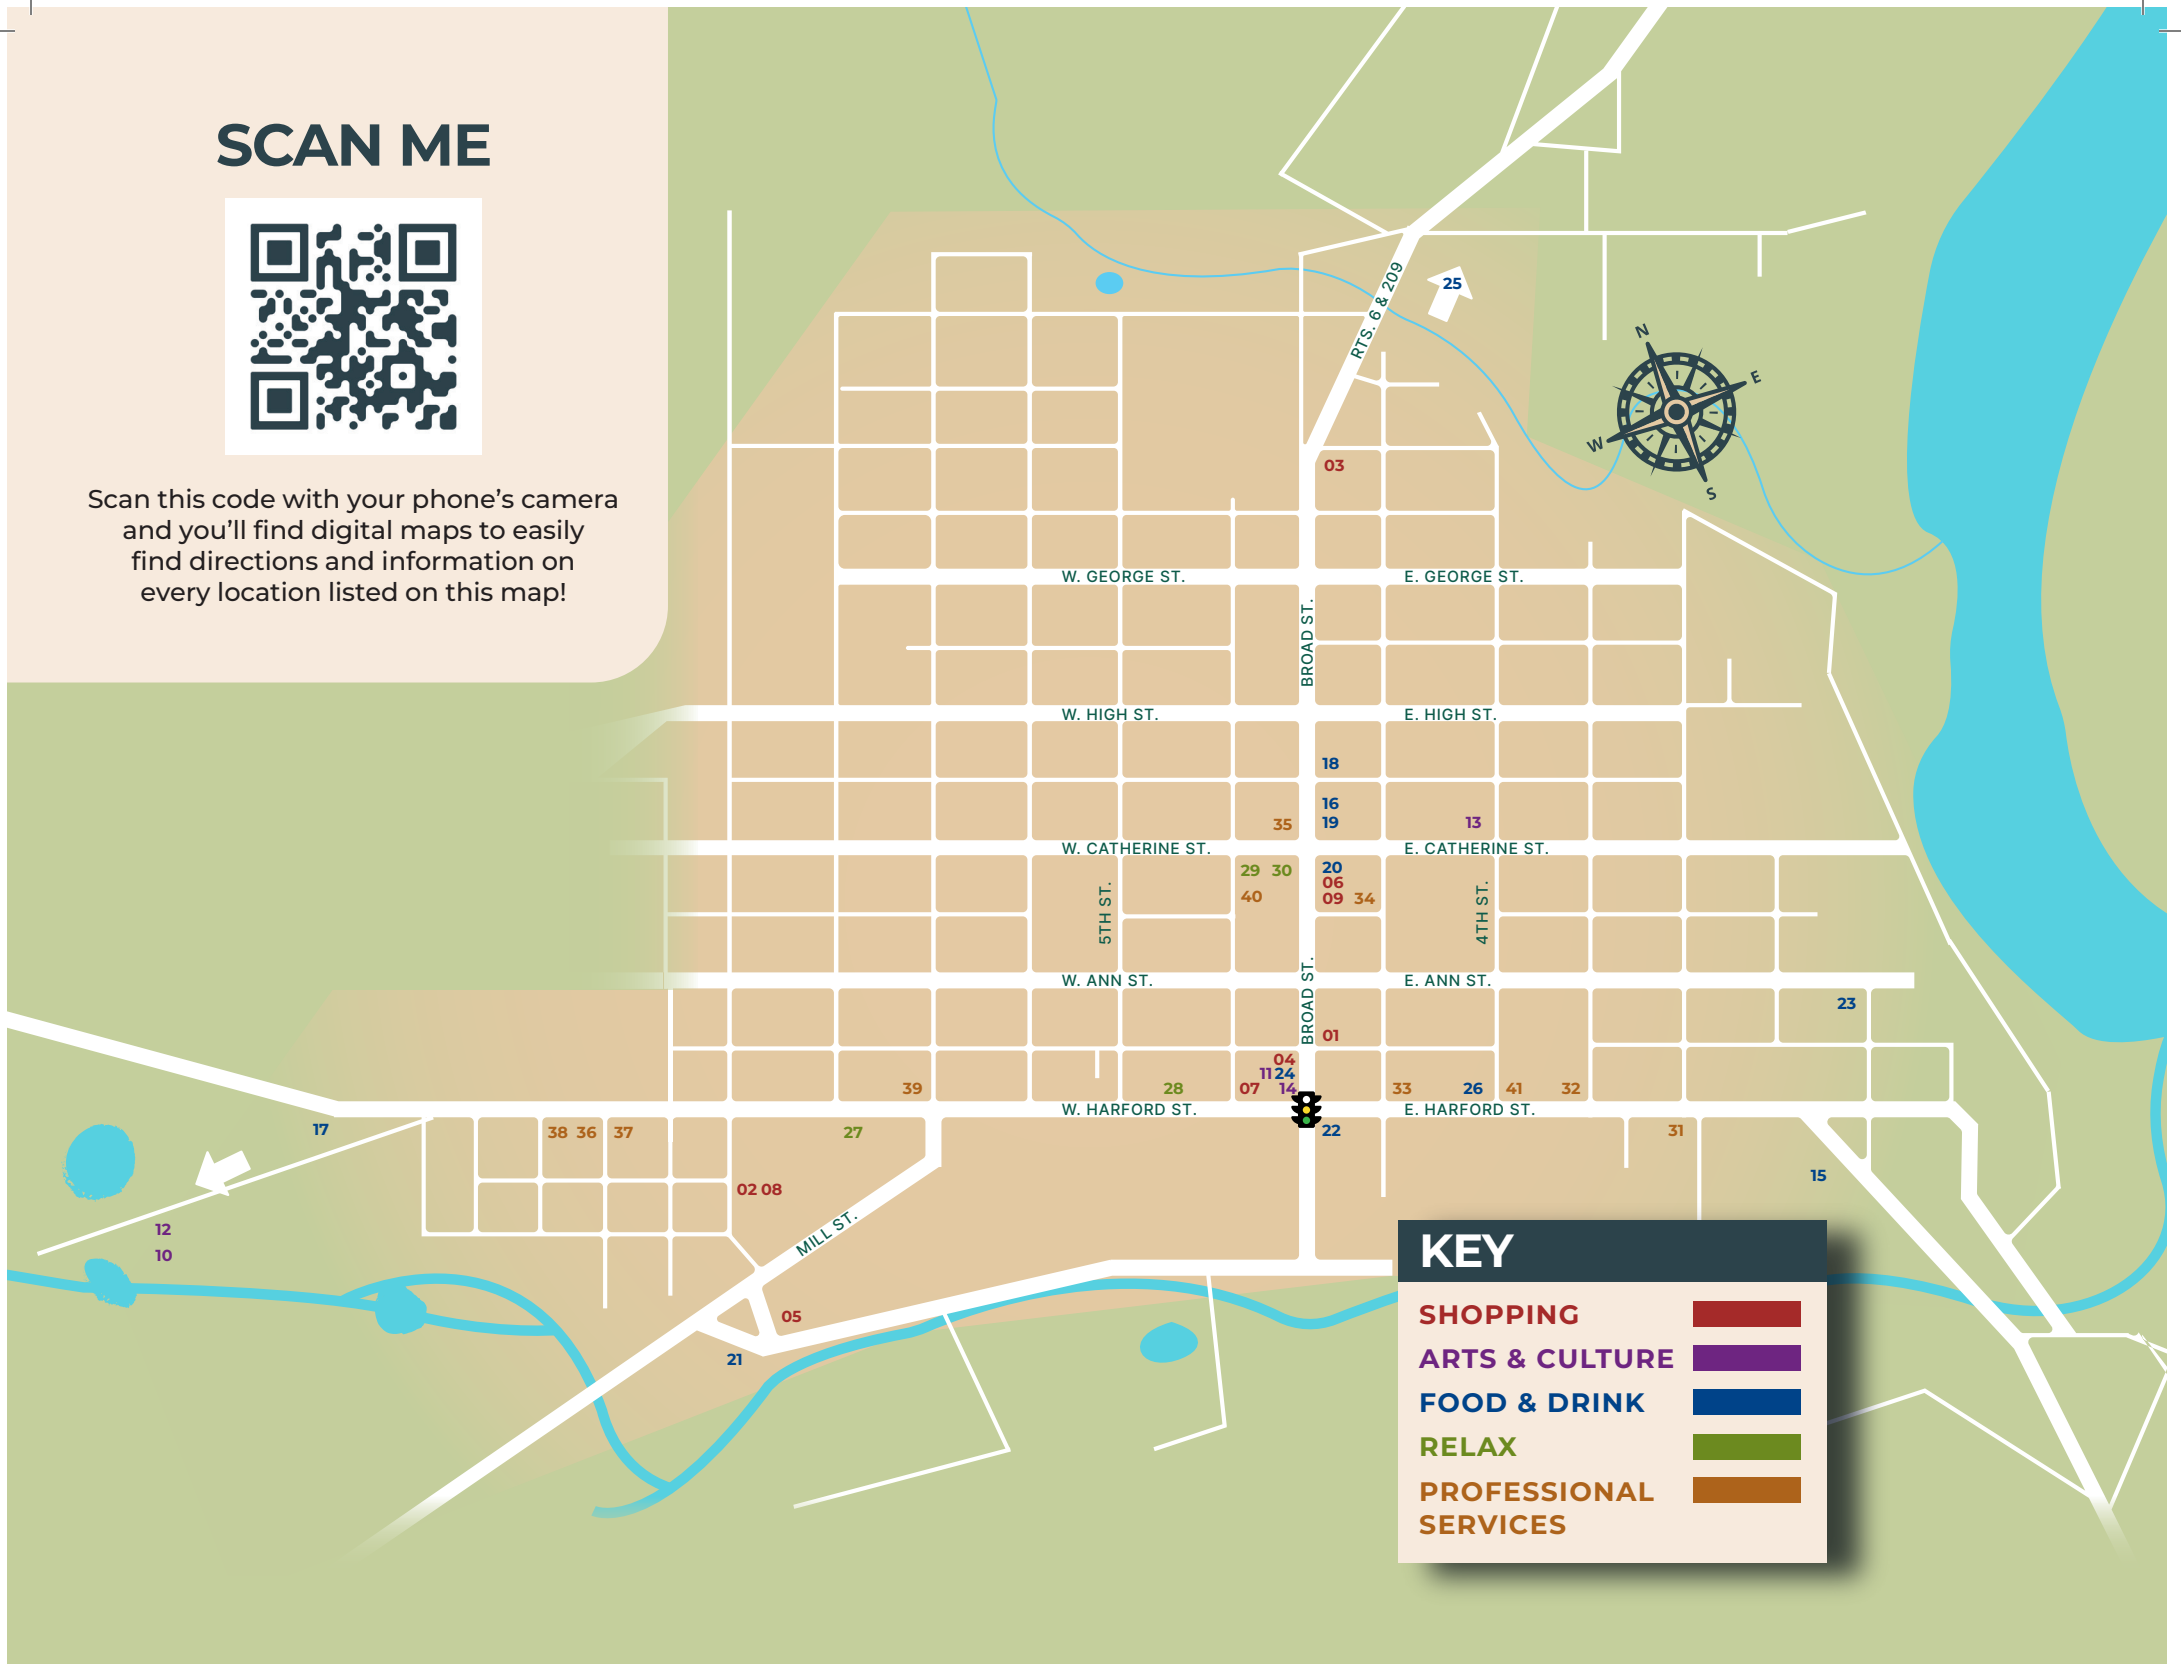 SCAN ME
Scan this code with your phone’s camera
and you’ll find digital maps to easily
find directions and information on
every location listed on this map!
RTS. 6 & 209
25
N
E
W
S
03
W. GEORGE ST.
E. GEORGE ST.
BROAD ST.
W. HIGH ST.
E. HIGH ST.
18
16
35
19
13
W. CATHERINE ST.
E. CATHERINE ST.
29 30
20
06
40
09 34
5TH ST.
4TH ST.
W. ANN ST.
E. ANN ST.
BROAD ST.
23
01
04
11 24
39
28
07
14
33
26
41
32
W. HARFORD ST.
E. HARFORD ST.
17
38 36 37
27
22
31
15
02 08
12
10
MILL ST.
05
21
KEY
SHOPPING
ARTS & CULTURE
FOOD & DRINK
RELAX
PROFESSIONAL
SERVICES